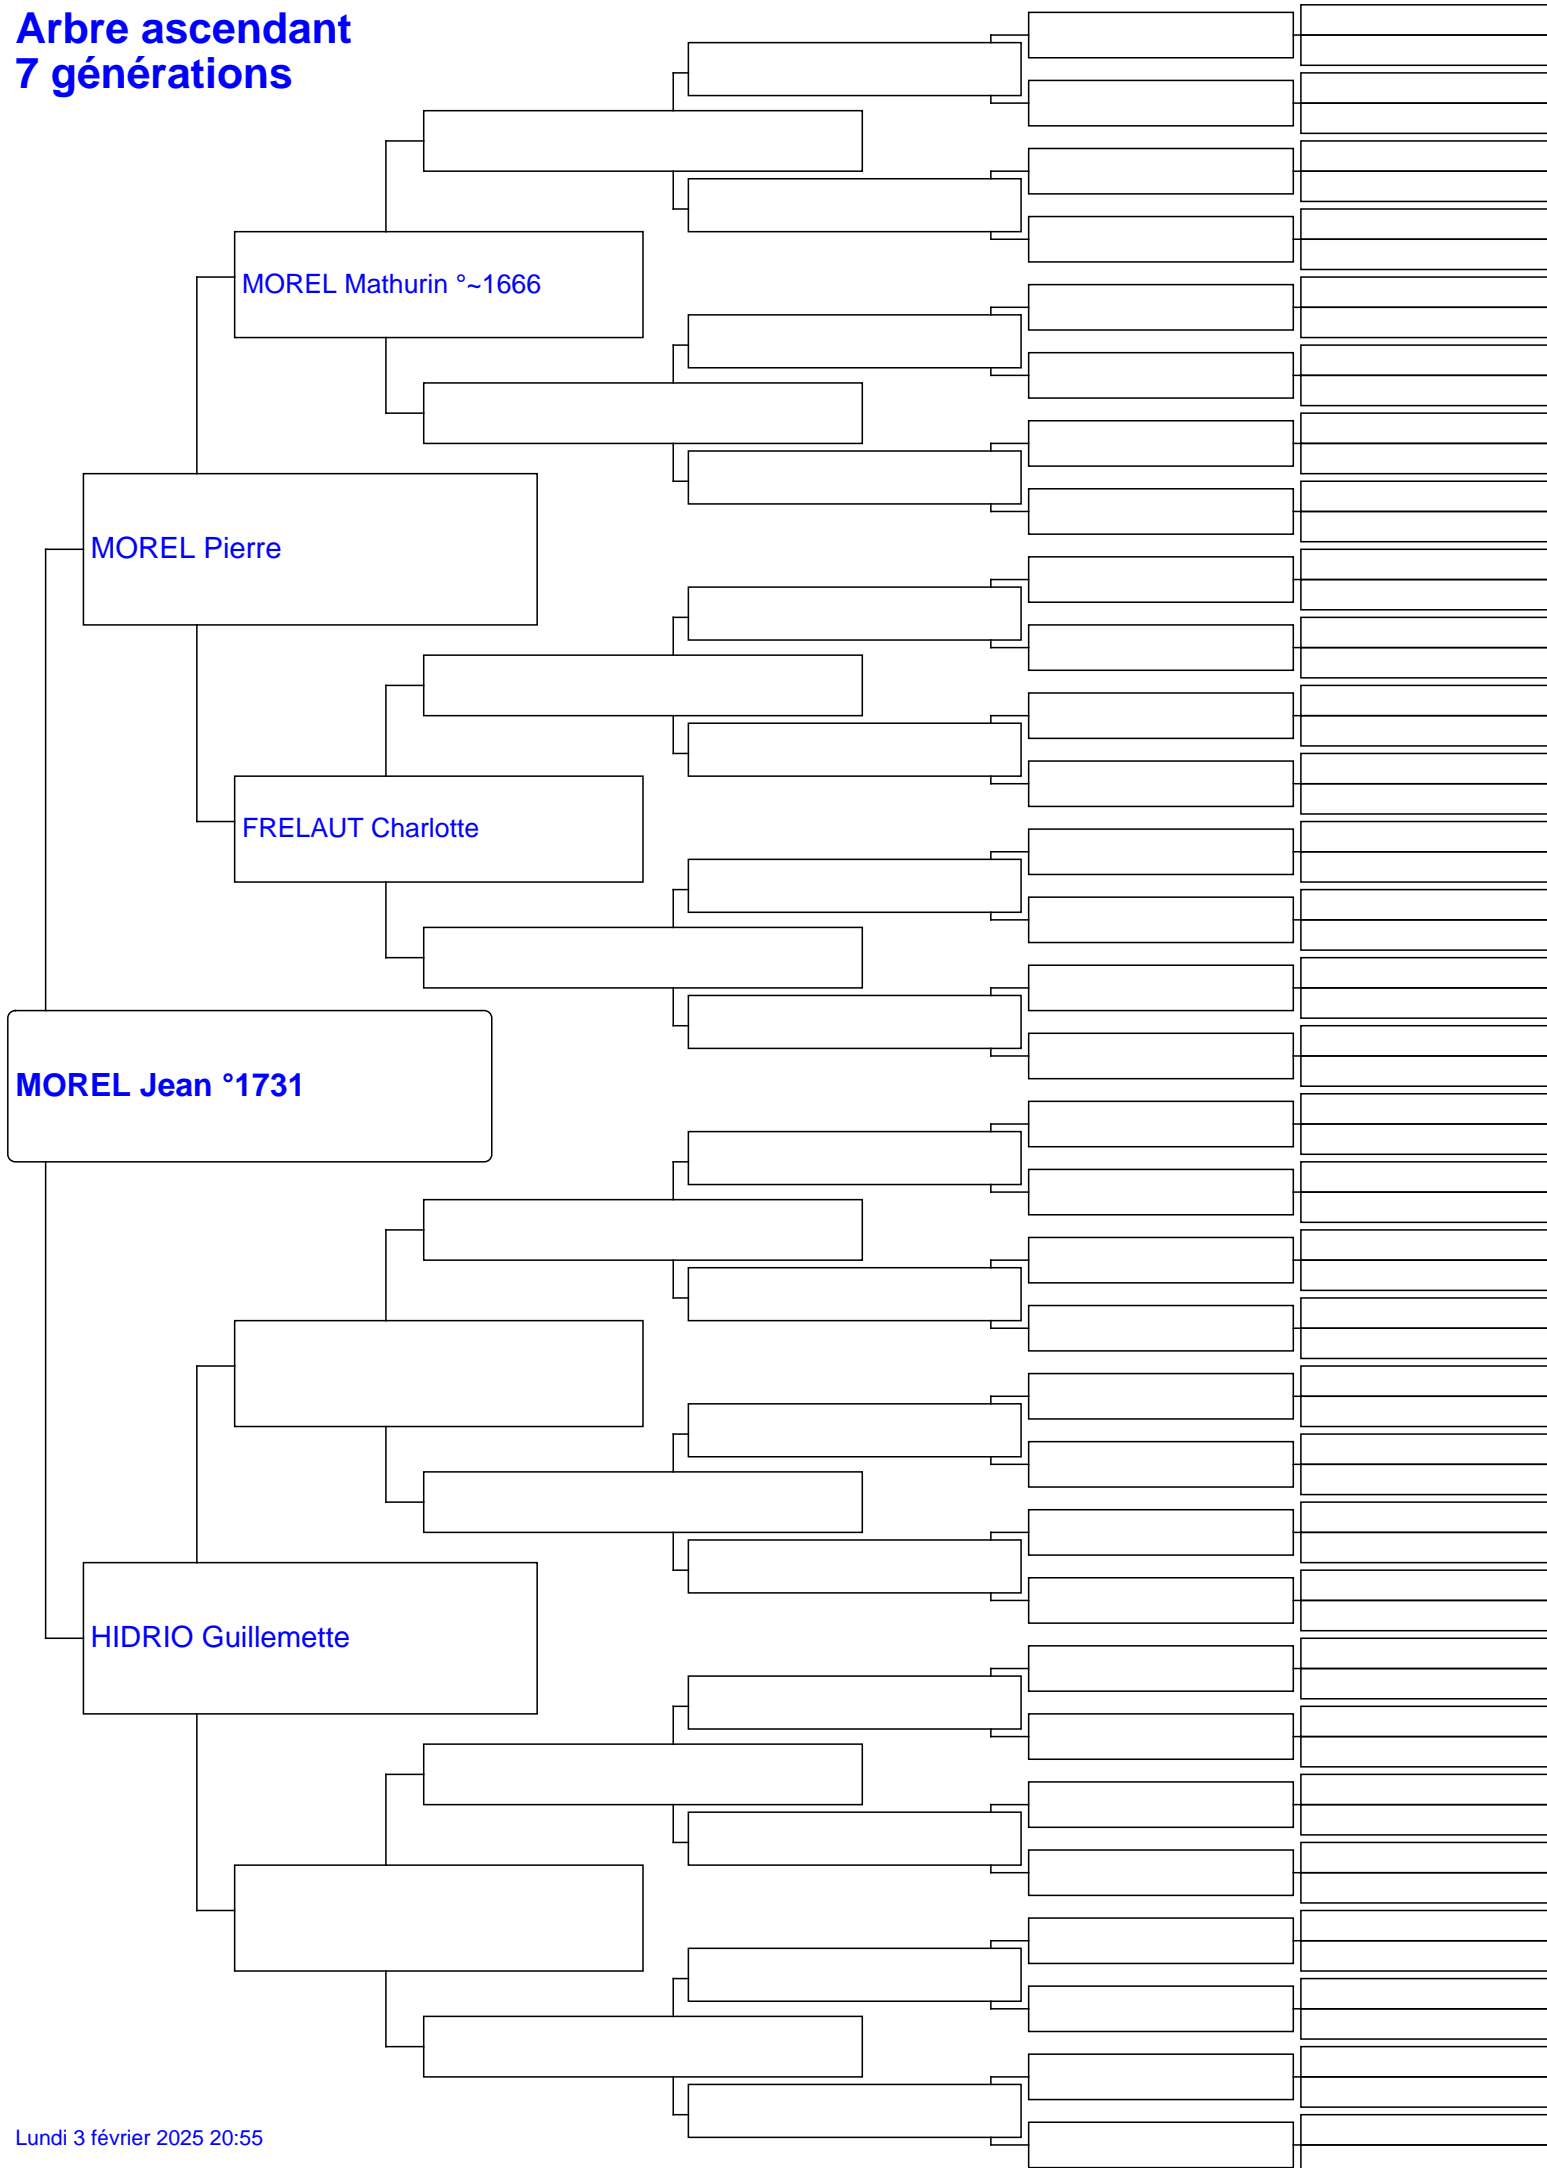 Arbre ascendant
7 générations
MOREL Mathurin °~1666
MOREL Pierre
FRELAUT Charlotte
MOREL Jean °1731
HIDRIO Guillemette
Lundi 3 février 2025 20:55